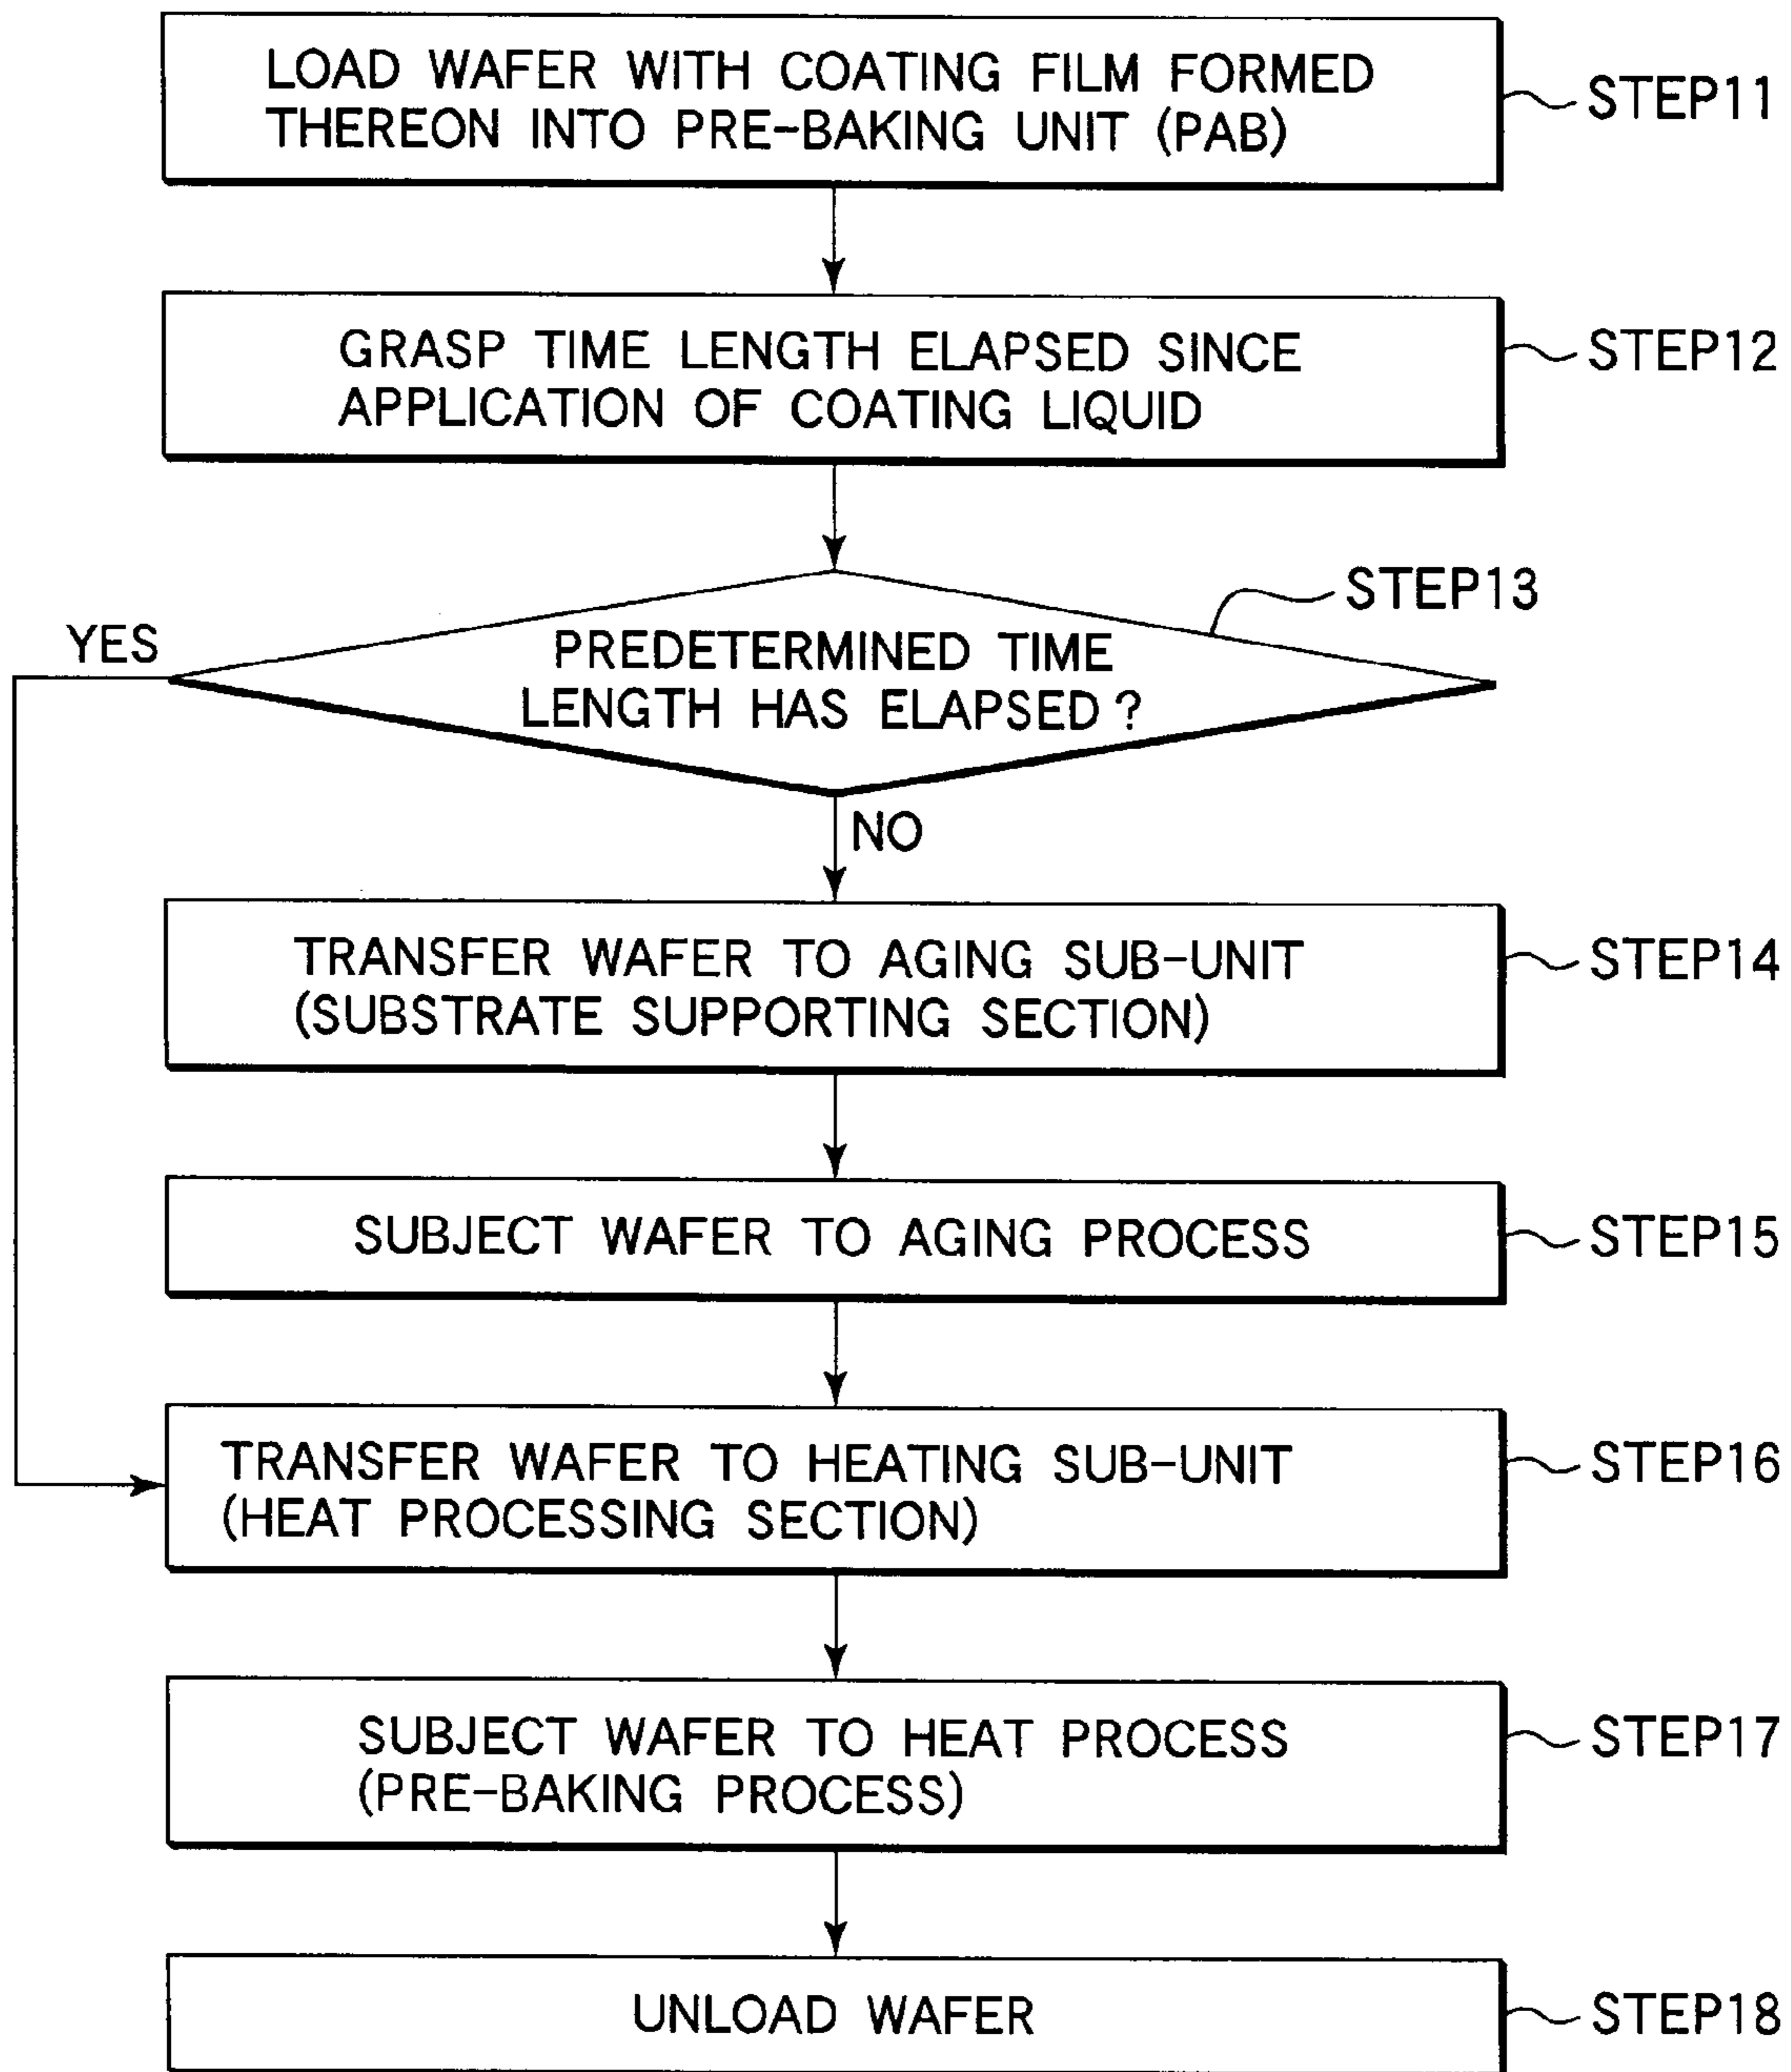 LOAD WAFER WITH COATING FILM FORMED
THEREON INTO PRE-BAKING UNIT (PAB)
STEP11
GRASP TIME LENGTH ELAPSED SINCE
APPLICATION OF COATING LIQUID
STEP12
STEP13
YES
PREDETERMINED TIME
LENGTH HAS ELAPSED ?
NO
TRANSFER WAFER TO AGING SUB-UNIT
(SUBSTRATE SUPPORTING SECTION)
STEP14
SUBJECT WAFER TO AGING PROCESS
STEP15
TRANSFER WAFER TO HEATING SUB-UNIT
(HEAT PROCESSING SECTION)
STEP16
SUBJECT WAFER TO HEAT PROCESS
(PRE-BAKING PROCESS)
STEP17
UNLOAD WAFER
STEP18